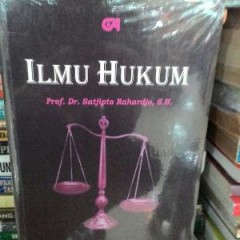 ILMU HUKUM
Prof. Dr. Satjipto Rahardjo, S.H.